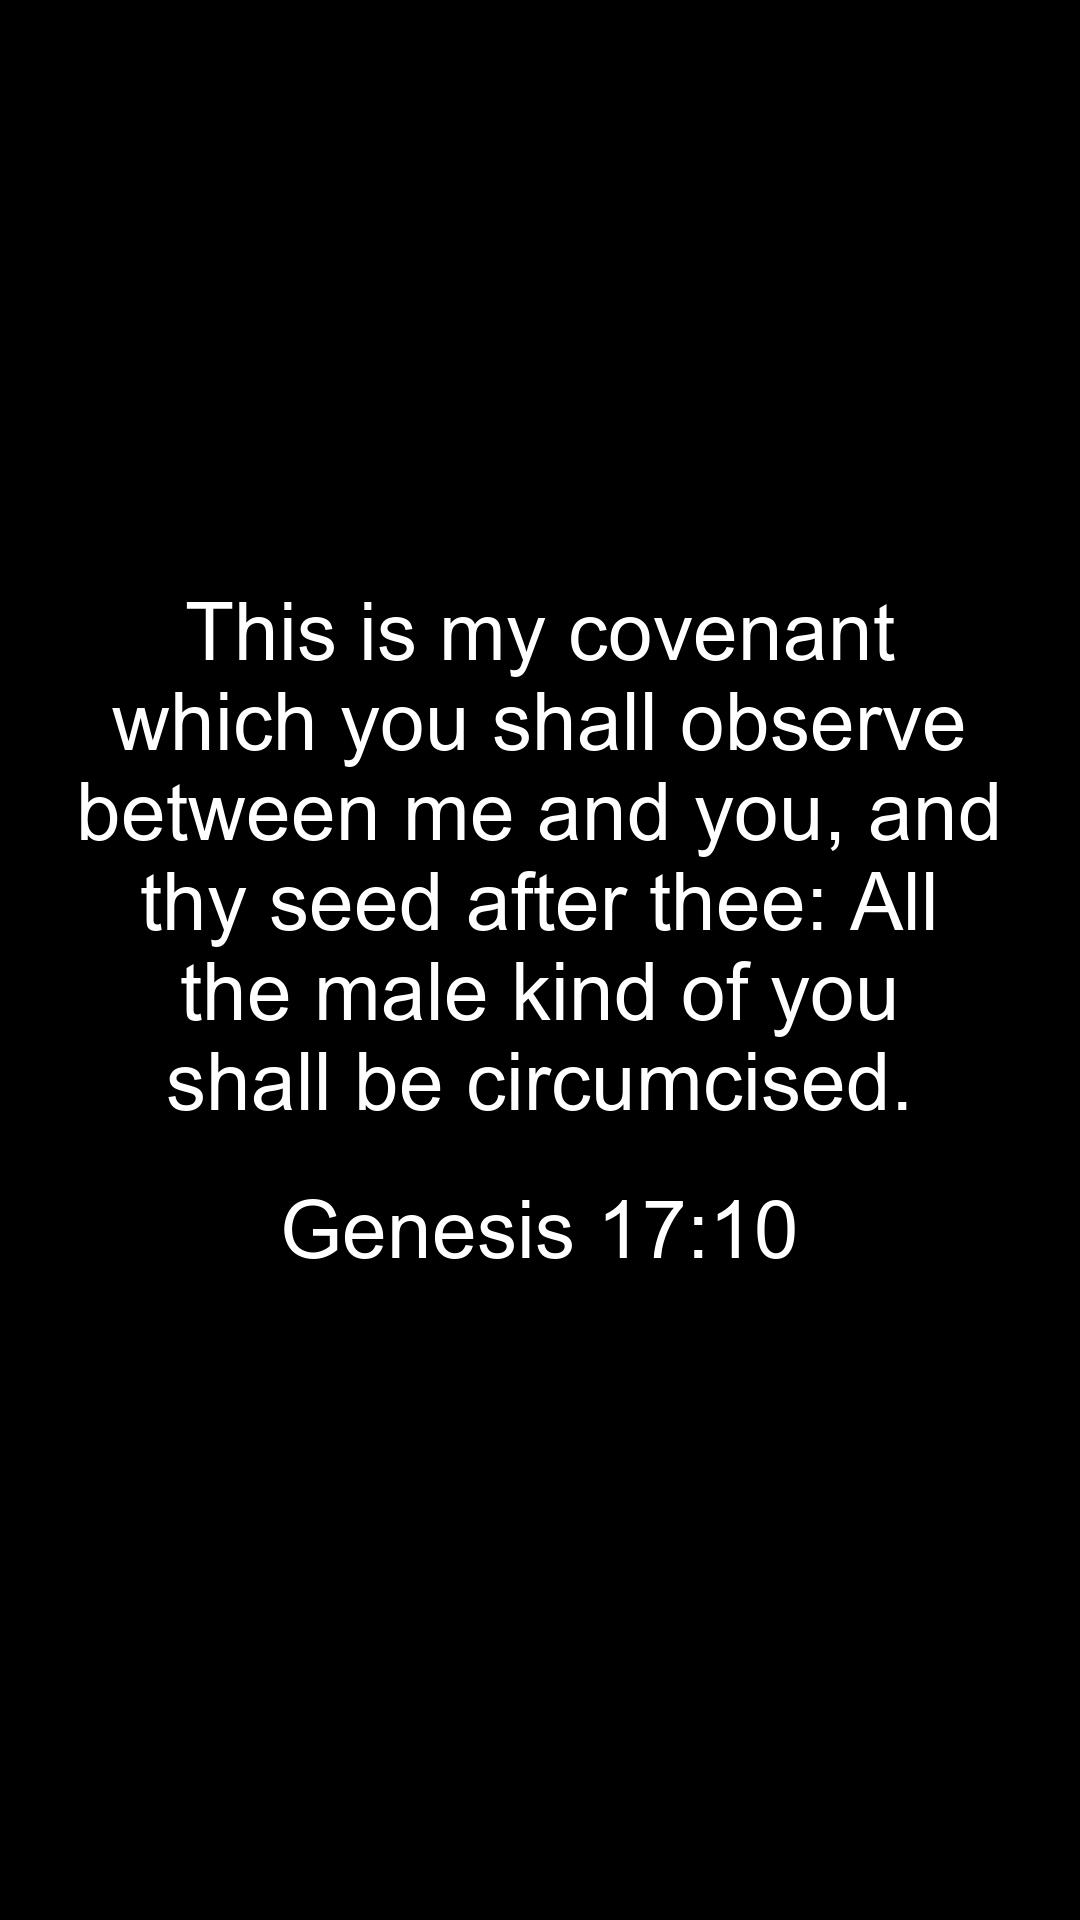 This is my covenant
which you shall observe
between me and you, and
thy seed after thee: All
the male kind of you
shall be circumcised.
Genesis 17:10